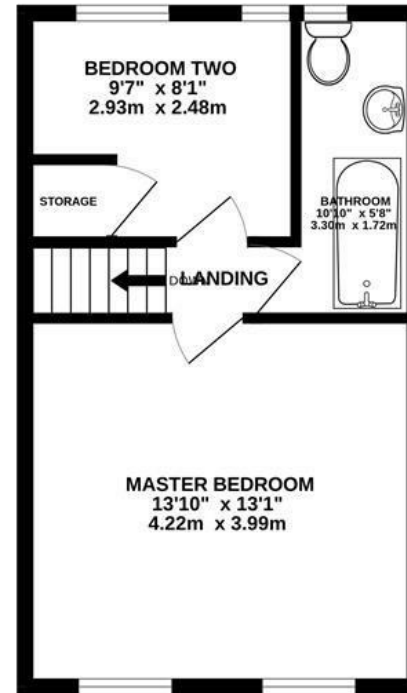 BEDROOM TWO
9'7" x 8'1"
2.93m x 2.48m
STORAGE
BATHROOM
10'10" x 5'8"
3.30m x 1.72m
DOWN
LANDING
MASTER BEDROOM
13'10" x 13'1"
4.22m x 3.99m